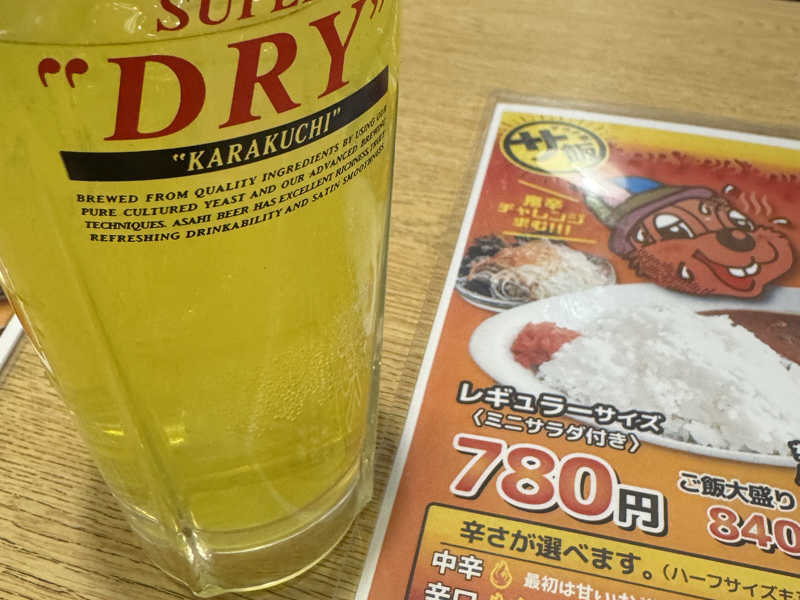 SUPER
"DRY"
"KARAKUCHI"
BREWED FROM QUALITY INGREDIENTS BY USING OUR
PURE CULTURED YEAST AND OUR ADVANCED BREWING
TECHNIQUES. ASAHI BEER HAS EXCELLENT RICHNESS, TRULY
REFRESHING DRINKABILITY AND SATIN SMOOTHNESS
チャレンジ
求む!!!
レギュラーサイズ
〈ミニサラダ付き〉
780円
ご飯大盛り
840
辛さが選べます。(ハーフサイズ
中辛
最初は甘い
辛口